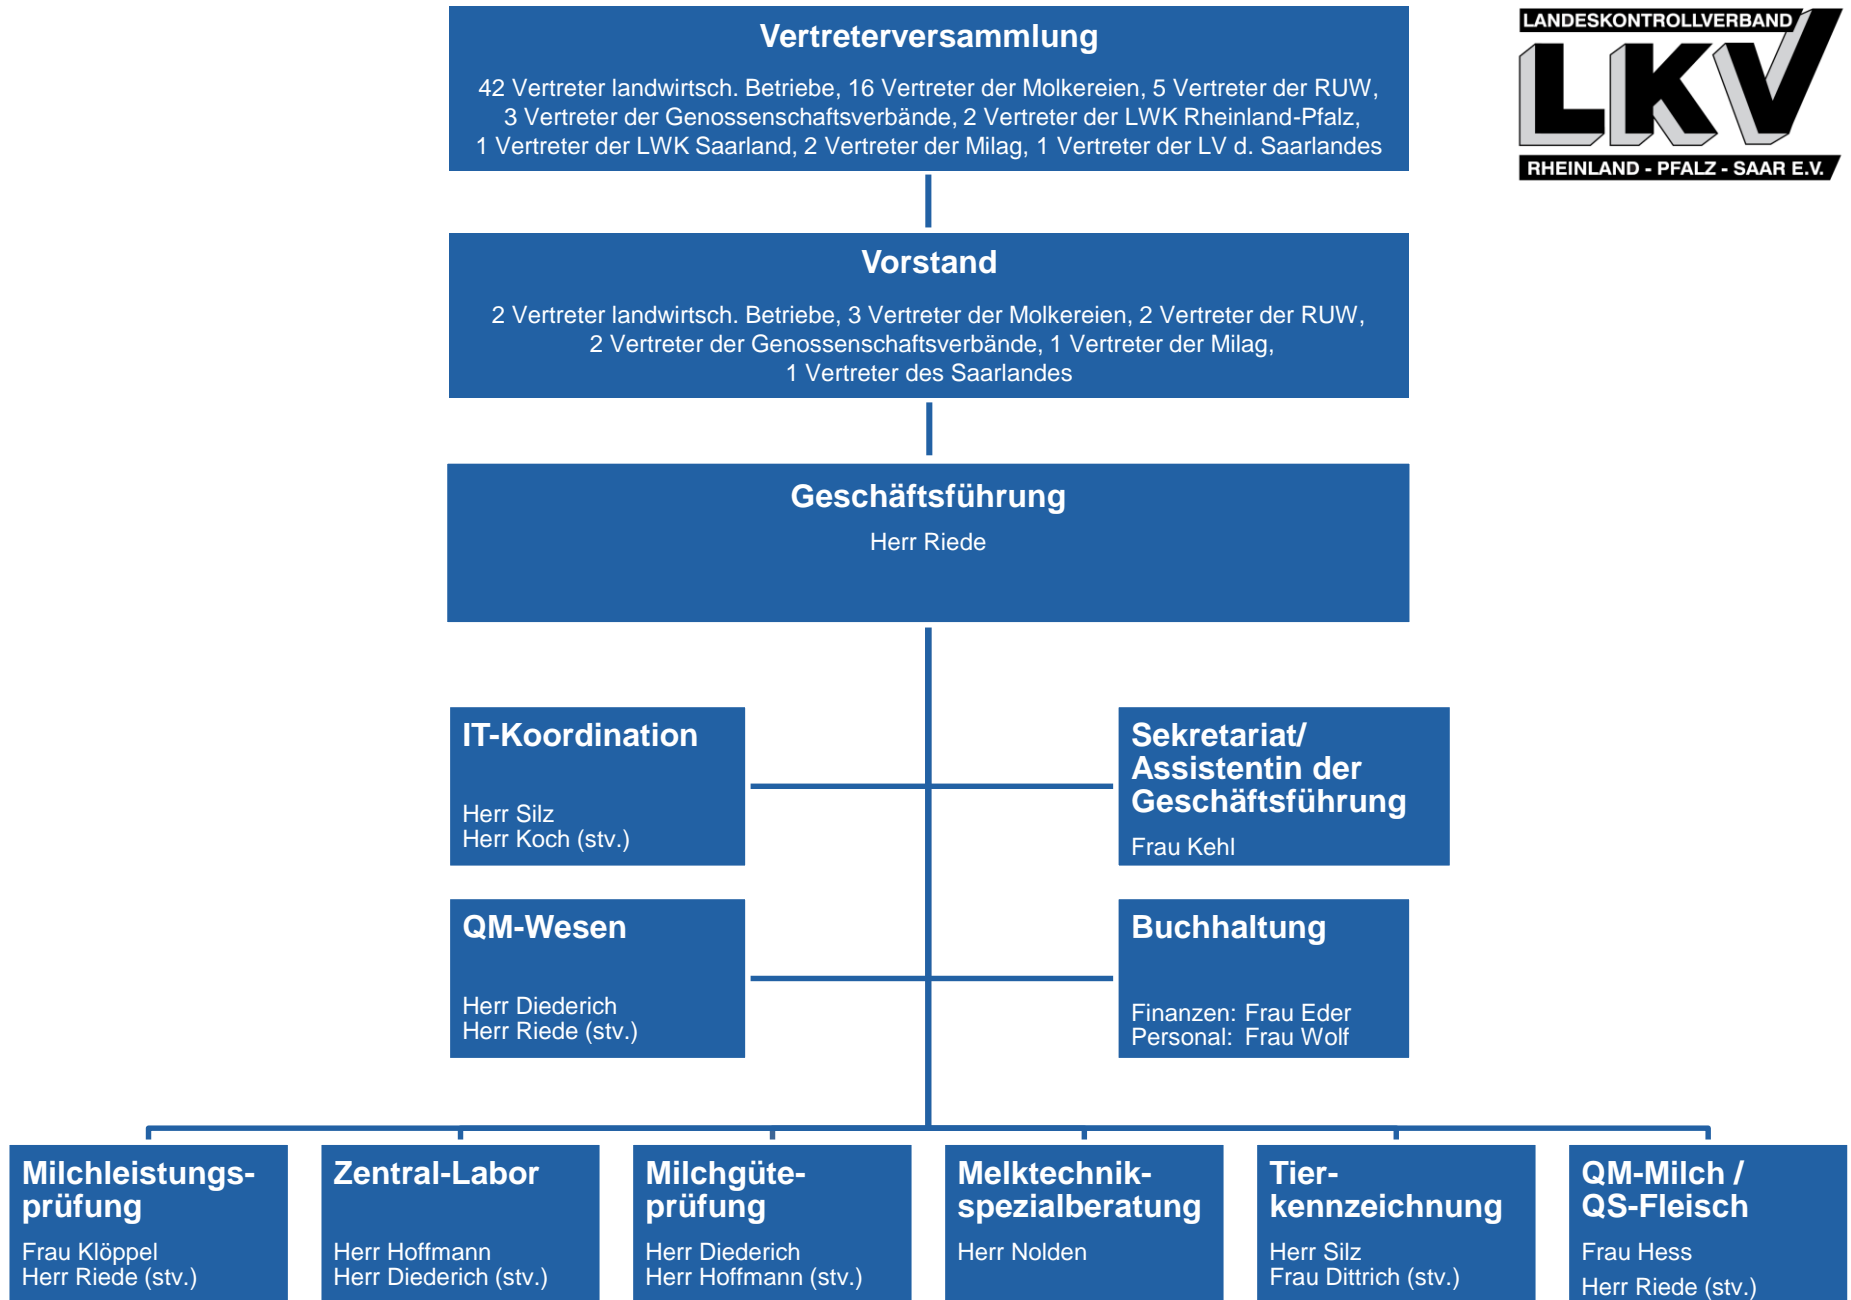 Vertreterversammlung
42 Vertreter landwirtsch. Betriebe, 16 Vertreter der Molkereien, 5 Vertreter der RUW,
3 Vertreter der Genossenschaftsverbände, 2 Vertreter der LWK Rheinland-Pfalz,
1 Vertreter der LWK Saarland, 2 Vertreter der Milag, 1 Vertreter der LV d. Saarlandes
LANDESKONTROLLVERBAND
LKV
RHEINLAND - PFALZ - SAAR E.V.
Vorstand
2 Vertreter landwirtsch. Betriebe, 3 Vertreter der Molkereien, 2 Vertreter der RUW,
2 Vertreter der Genossenschaftsverbände, 1 Vertreter der Milag,
1 Vertreter des Saarlandes
Geschäftsführung
Herr Riede
IT-Koordination
Herr Silz
Herr Koch (stv.)
Sekretariat/
Assistentin der
Geschäftsführung
Frau Kehl
QM-Wesen
Herr Diederich
Herr Riede (stv.)
Buchhaltung
Finanzen: Frau Eder
Personal: Frau Wolf
Milchleistungs-
prüfung
Frau Klöppel
Herr Riede (stv.)
Zentral-Labor
Herr Hoffmann
Herr Diederich (stv.)
Milchgüte-
prüfung
Herr Diederich
Herr Hoffmann (stv.)
Melktechnik-
spezialberatung
Herr Nolden
Tier-
kennzeichnung
Herr Silz
Frau Dittrich (stv.)
QM-Milch /
QS-Fleisch
Frau Hess
Herr Riede (stv.)